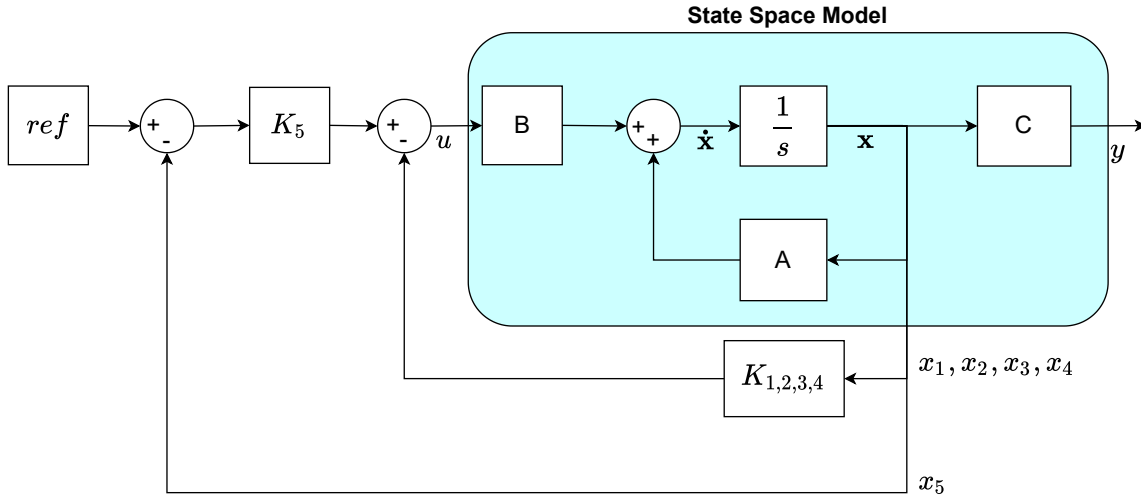 State Space Model
ref
+
-
K₅
+
-
u
B
+
+
ẋ
1/s
x
C
y
A
K₁,₂,₃,₄
x₁, x₂, x₃, x₄
x₅